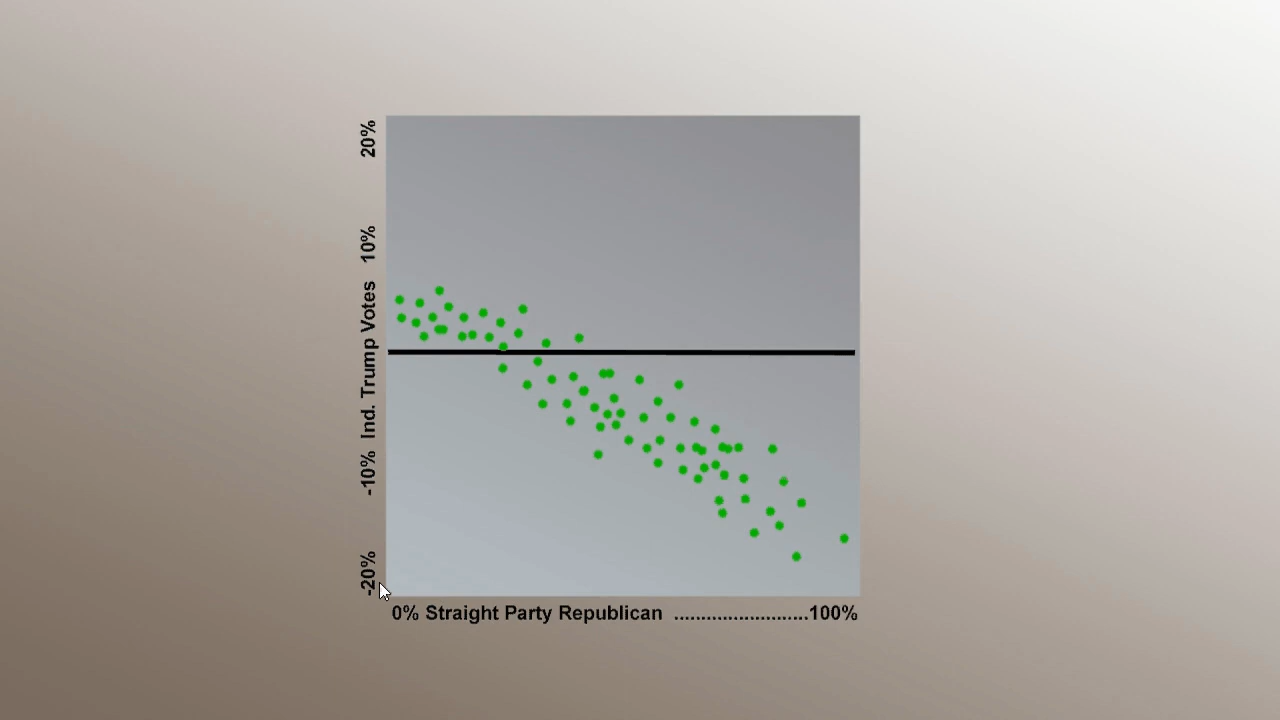 20%
10%
Ind. Trump Votes
-10%
-20%
0% Straight Party Republican ........................100%